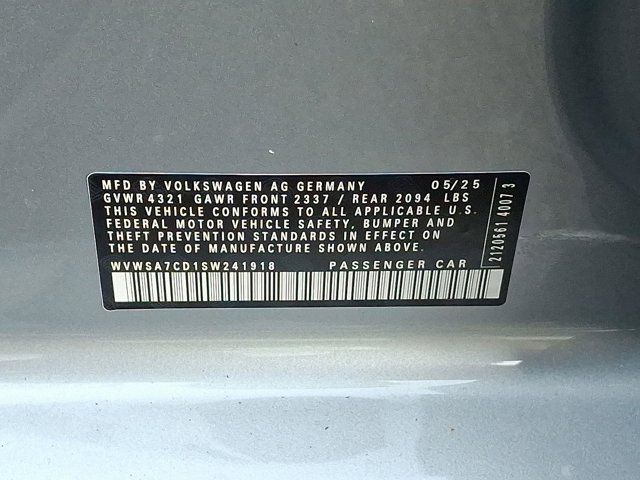 MFD BY VOLKSWAGEN AG GERMANY 05/25
GVWR 4321 GAWR FRONT 2337 / REAR 2094 LBS
THIS VEHICLE CONFORMS TO ALL APPLICABLE U.S.
FEDERAL MOTOR VEHICLE SAFETY, BUMPER AND
THEFT PREVENTION STANDARDS IN EFFECT ON
THE DATE OF MANUFACTURE SHOWN ABOVE.
WVWSA7CD1SW241918 PASSENGER CAR
2120561 4007 3